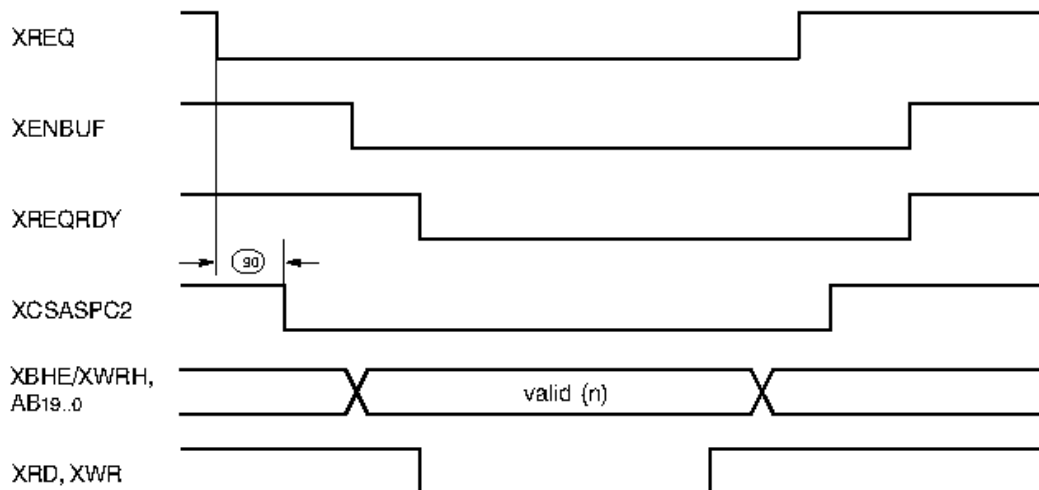 XREQ
XENBUF
XREQRDY
90
XCSASPC2
XBHE/XWRH,
AB19..0
valid (n)
XRD, XWR